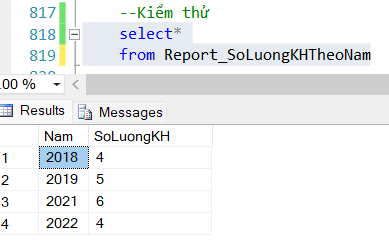 817 --Kiểm thử
818 select*
819 from Report_SoLuongKHTheoNam
.00 %
Results Messages
Nam SoLuongKH
1 2018 4
2 2019 5
3 2021 6
4 2022 4